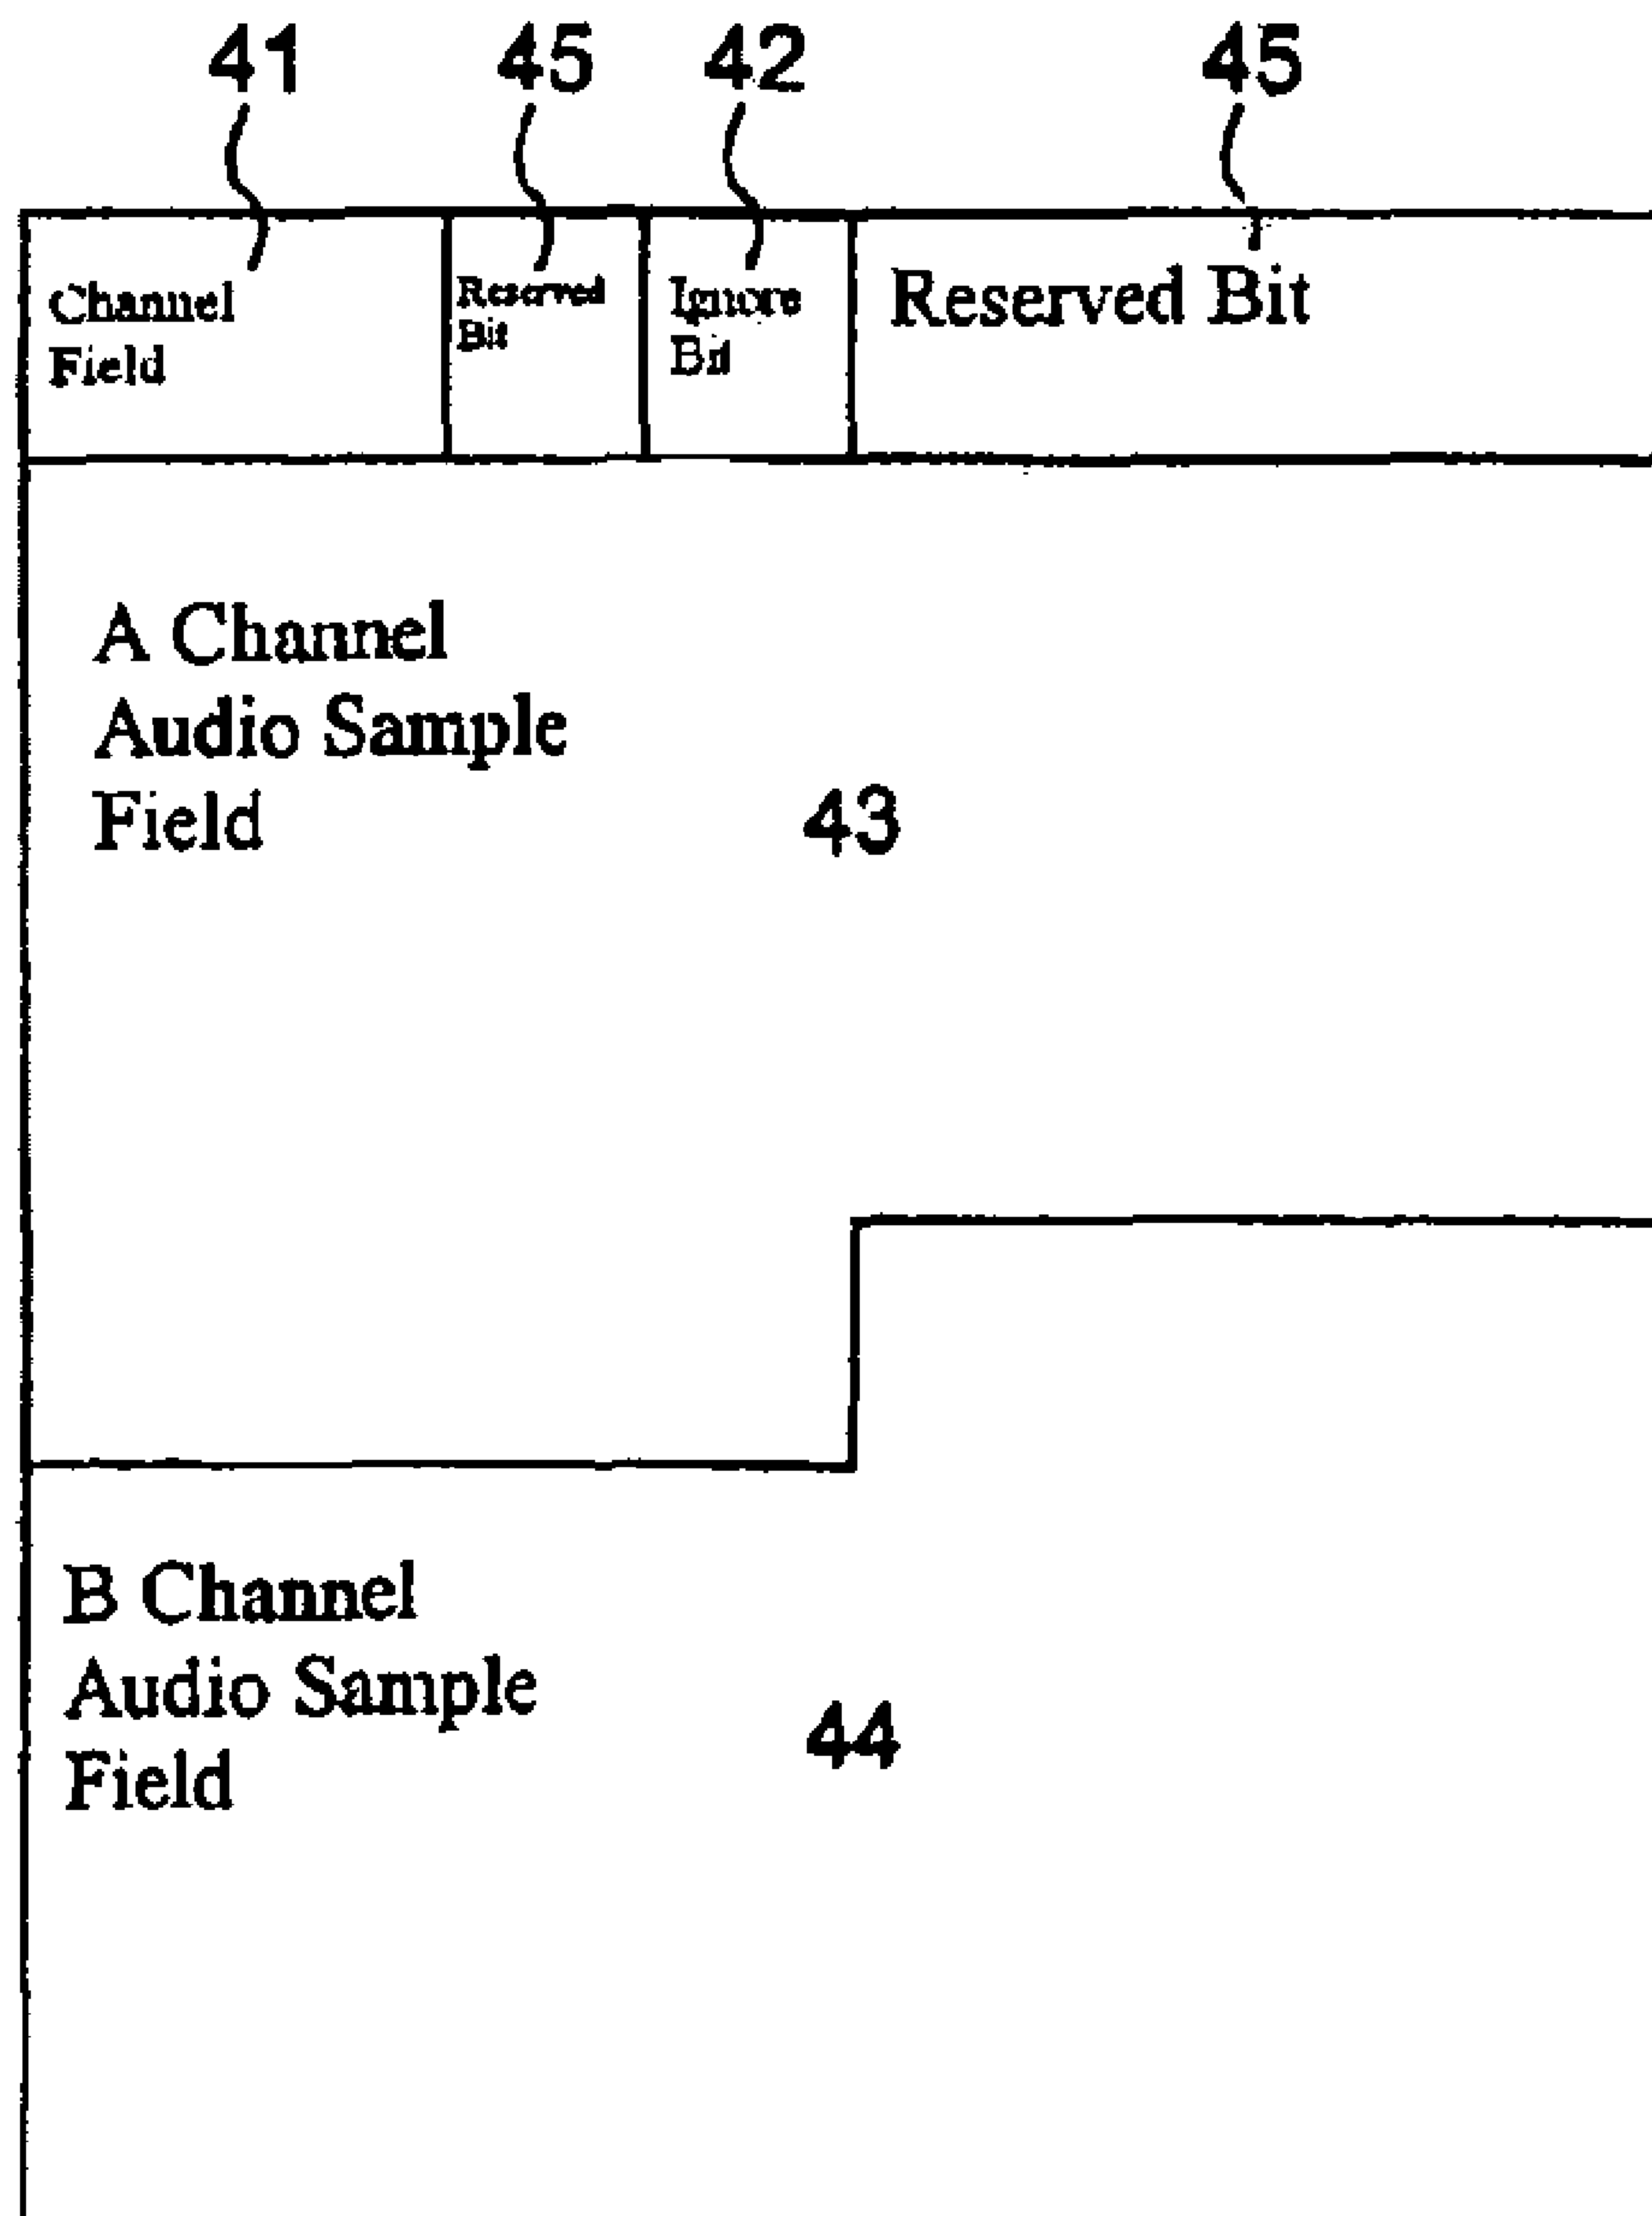 41 45 42 45
Channel
Field
Reserved
Bit
Ignore
Bit
Reserved Bit
A Channel
Audio Sample
Field
43
B Channel
Audio Sample
Field
44